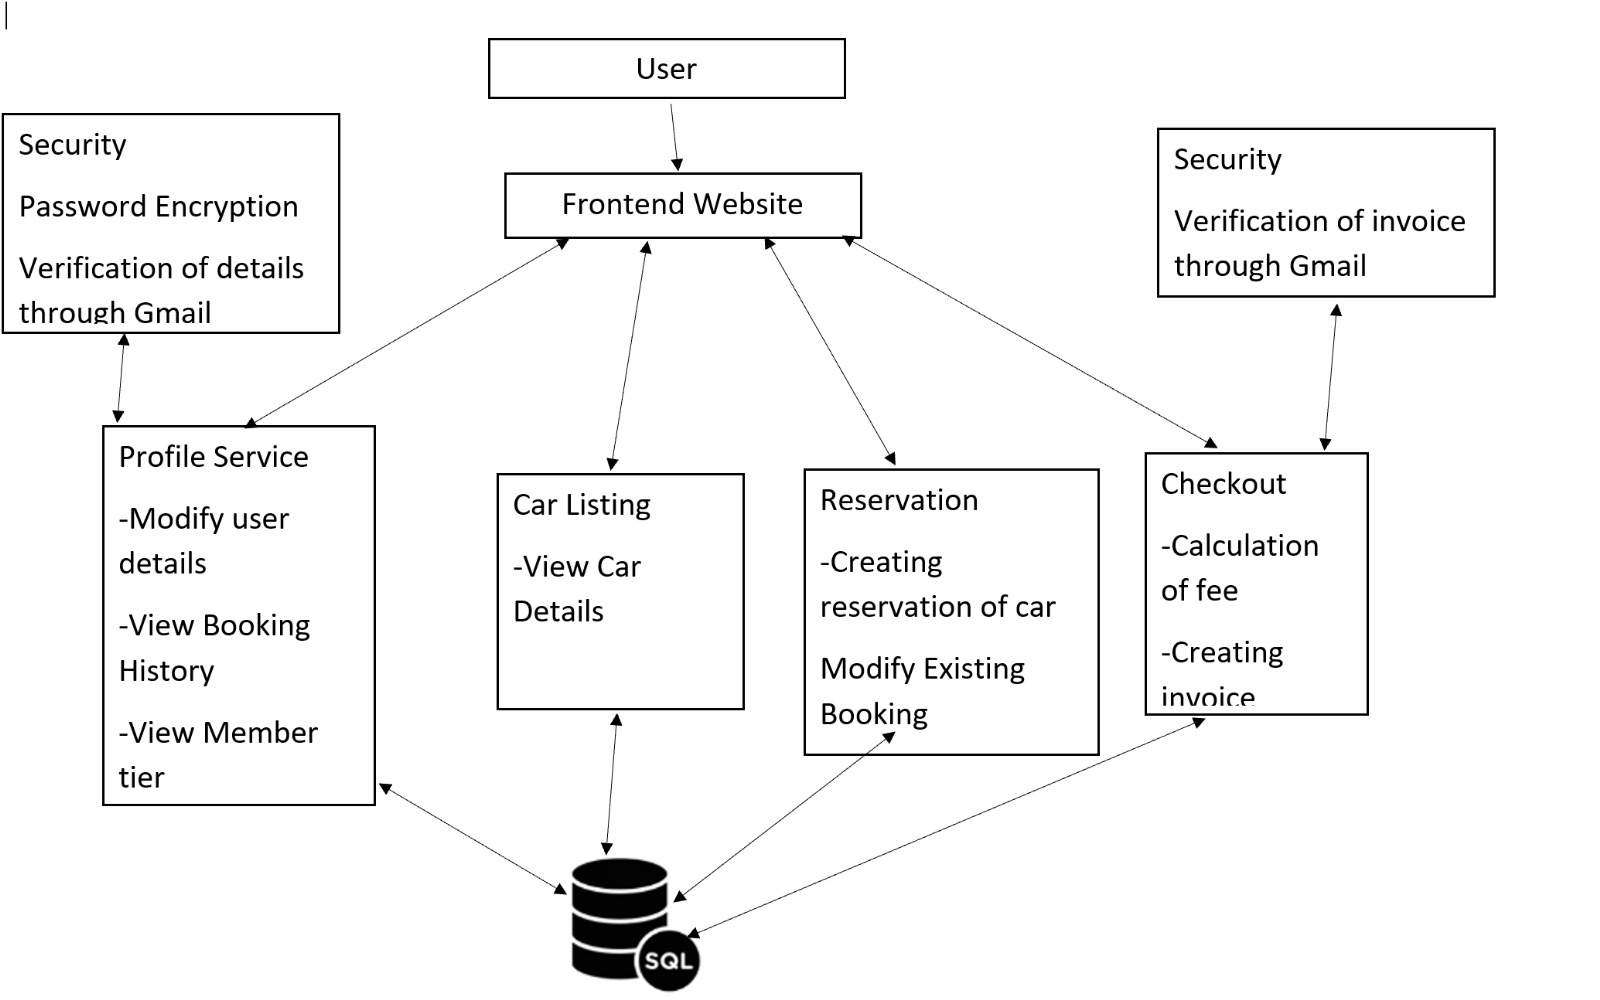 User
Frontend Website
Security
Password Encryption
Verification of details
through Gmail
Security
Verification of invoice
through Gmail
Profile Service
-Modify user
details
-View Booking
History
-View Member
tier
Car Listing
-View Car
Details
Reservation
-Creating
reservation of car
Modify Existing
Booking
Checkout
-Calculation
of fee
-Creating
invoice
SQL